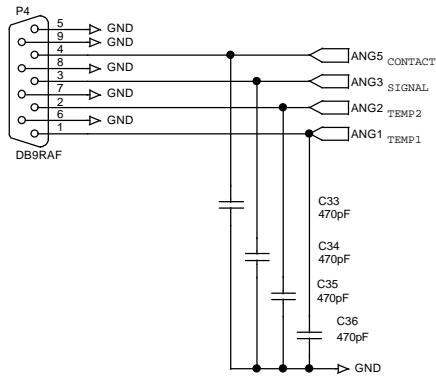 P4
5 GND
9 GND
4 ANG5 CONTACT
8 GND
3 ANG3 SIGNAL
7 GND
2 ANG2 TEMP2
6 GND
1 ANG1 TEMP1
DB9RAF
C33
470pF
C34
470pF
C35
470pF
C36
470pF
GND